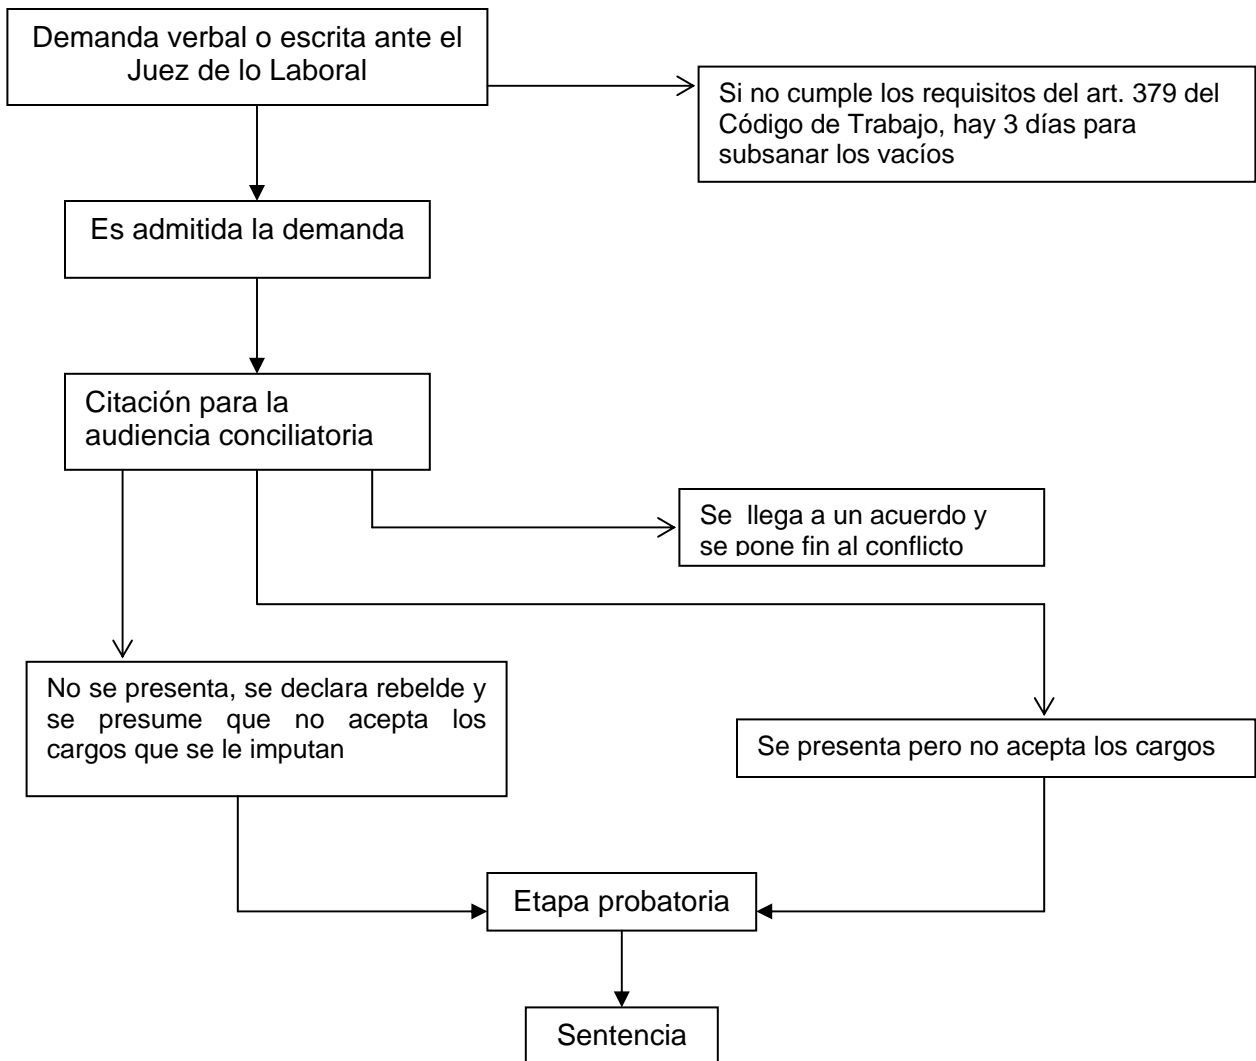 Demanda verbal o escrita ante el
Juez de lo Laboral
Si no cumple los requisitos del art. 379 del
Código de Trabajo, hay 3 días para
subsanar los vacíos
Es admitida la demanda
Citación para la
audiencia conciliatoria
Se llega a un acuerdo y
se pone fin al conflicto
No se presenta, se declara rebelde y
se presume que no acepta los
cargos que se le imputan
Se presenta pero no acepta los cargos
Etapa probatoria
Sentencia